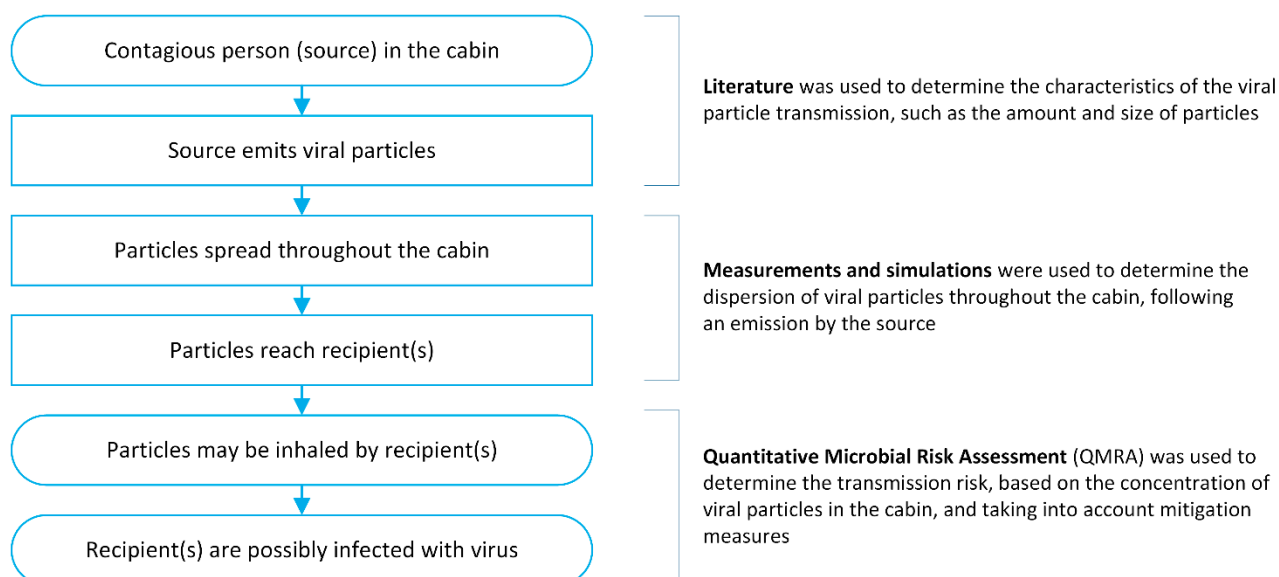 Contagious person (source) in the cabin
Source emits viral particles
Literature was used to determine the characteristics of the viral
particle transmission, such as the amount and size of particles
Particles spread throughout the cabin
Particles reach recipient(s)
Measurements and simulations were used to determine the
dispersion of viral particles throughout the cabin, following
an emission by the source
Particles may be inhaled by recipient(s)
Recipient(s) are possibly infected with virus
Quantitative Microbial Risk Assessment (QMRA) was used to
determine the transmission risk, based on the concentration of
viral particles in the cabin, and taking into account mitigation
measures